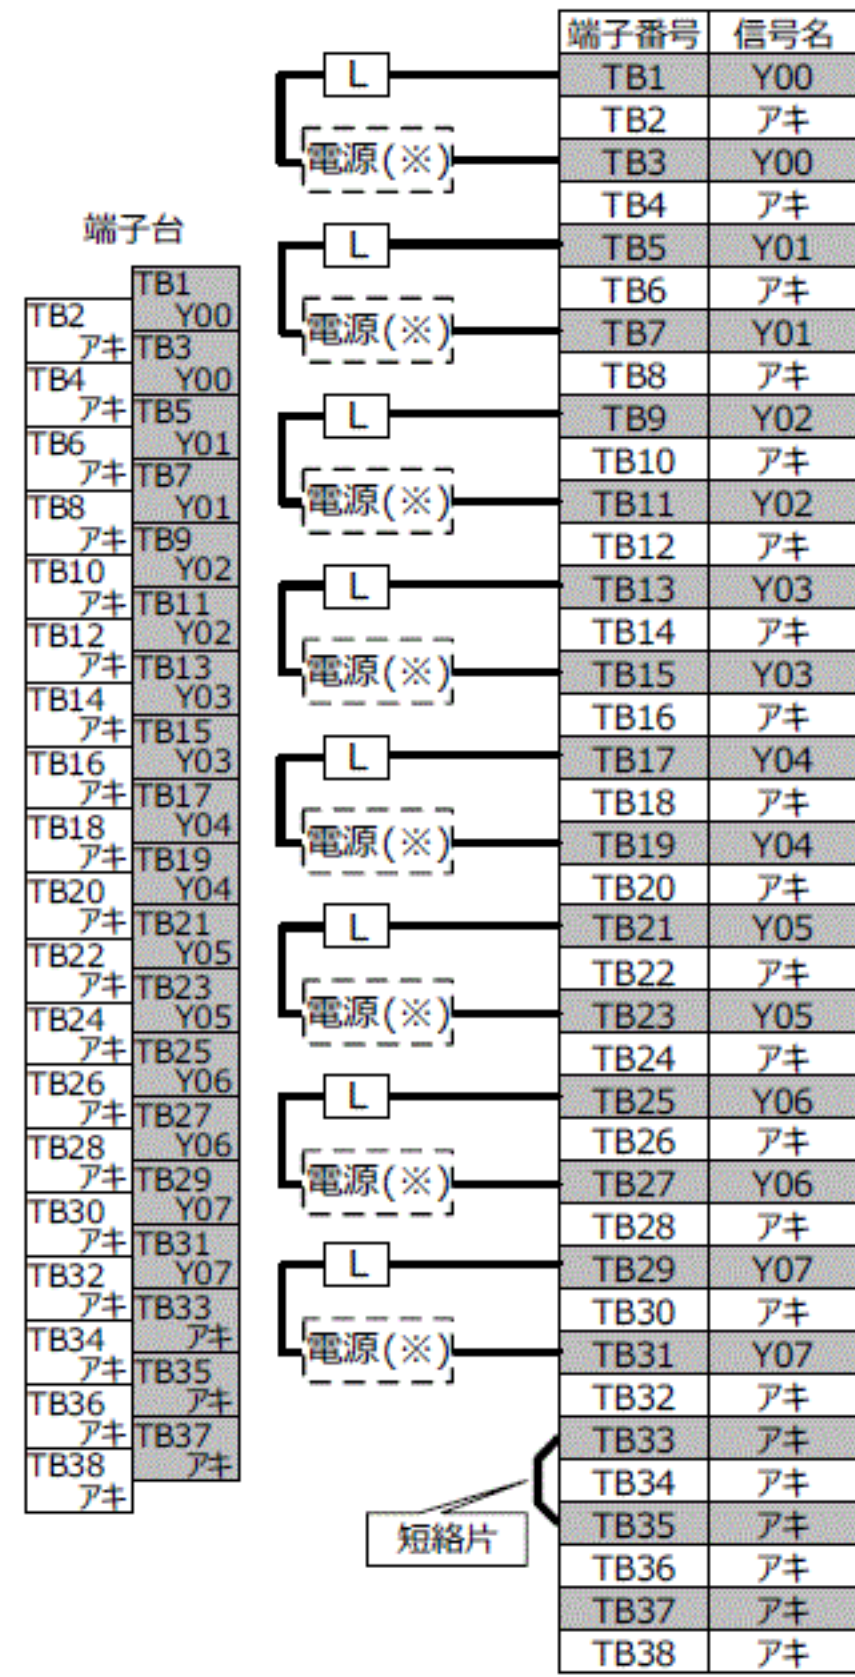 端子台
TB1
Y00
TB2
アキ
TB3
Y00
TB4
アキ
TB5
Y01
TB6
アキ
TB7
Y01
TB8
アキ
TB9
Y02
TB10
アキ
TB11
Y02
TB12
アキ
TB13
Y03
TB14
アキ
TB15
Y03
TB16
アキ
TB17
Y04
TB18
アキ
TB19
Y04
TB20
アキ
TB21
Y05
TB22
アキ
TB23
Y05
TB24
アキ
TB25
Y06
TB26
アキ
TB27
Y06
TB28
アキ
TB29
Y07
TB30
アキ
TB31
Y07
TB32
アキ
TB33
アキ
TB34
アキ
TB35
アキ
TB36
アキ
TB37
アキ
TB38
アキ
L
電源(※)
L
電源(※)
L
電源(※)
L
電源(※)
L
電源(※)
L
電源(※)
L
電源(※)
L
電源(※)
短絡片
端子番号 信号名
TB1 Y00
TB2 アキ
TB3 Y00
TB4 アキ
TB5 Y01
TB6 アキ
TB7 Y01
TB8 アキ
TB9 Y02
TB10 アキ
TB11 Y02
TB12 アキ
TB13 Y03
TB14 アキ
TB15 Y03
TB16 アキ
TB17 Y04
TB18 アキ
TB19 Y04
TB20 アキ
TB21 Y05
TB22 アキ
TB23 Y05
TB24 アキ
TB25 Y06
TB26 アキ
TB27 Y06
TB28 アキ
TB29 Y07
TB30 アキ
TB31 Y07
TB32 アキ
TB33 アキ
TB34 アキ
TB35 アキ
TB36 アキ
TB37 アキ
TB38 アキ